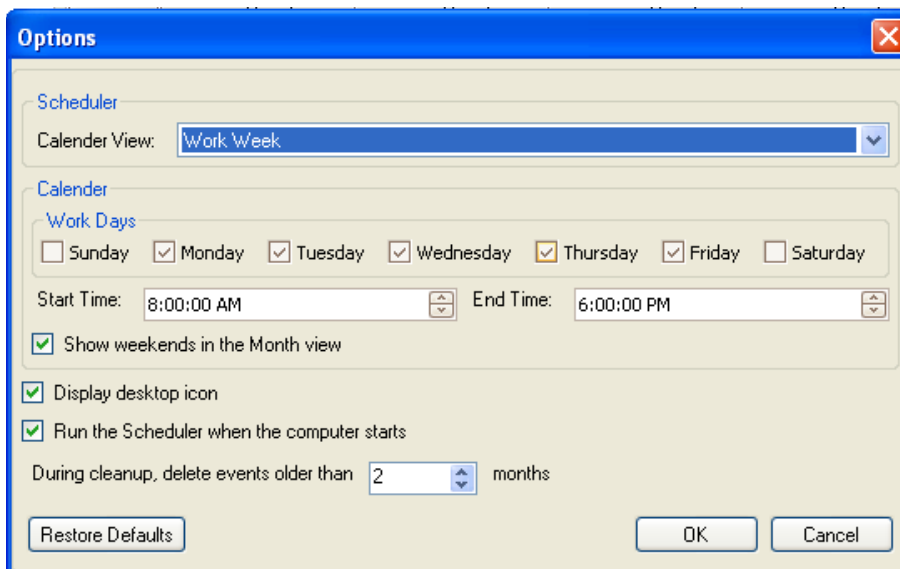 Options
Scheduler
Calender View: Work Week
Calender
Work Days
Sunday Monday Tuesday Wednesday Thursday Friday Saturday
Start Time: 8:00:00 AM End Time: 6:00:00 PM
Show weekends in the Month view
Display desktop icon
Run the Scheduler when the computer starts
During cleanup, delete events older than 2 months
Restore Defaults OK Cancel